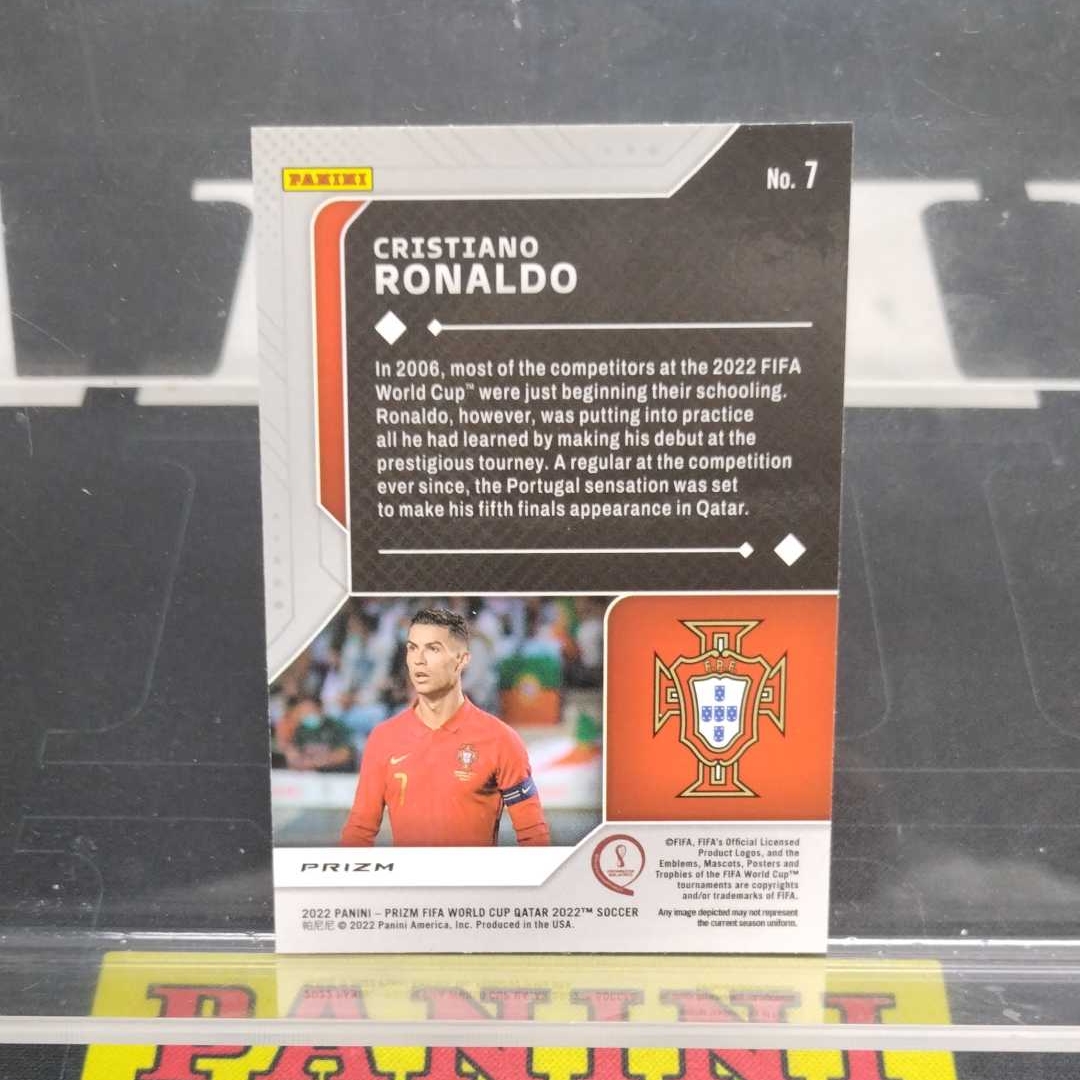 PANINI
No. 7
CRISTIANO
RONALDO
In 2006, most of the competitors at the 2022 FIFA
World Cup™ were just beginning their schooling.
Ronaldo, however, was putting into practice
all he had learned by making his debut at the
prestigious tourney. A regular at the competition
ever since, the Portugal sensation was set
to make his fifth finals appearance in Qatar.
F P F
7
PRIZM
©FIFA, FIFA's Official Licensed
Product Logos, and the
Emblems, Mascots, Posters and
Trophies of the FIFA World Cup™
tournaments are copyrights
and/or trademarks of FIFA.
2022 PANINI – PRIZM FIFA WORLD CUP QATAR 2022™ SOCCER
帕尼尼 © 2022 Panini America, Inc. Produced in the USA.
Any image depicted may not represent
the current season uniform.
PANINI